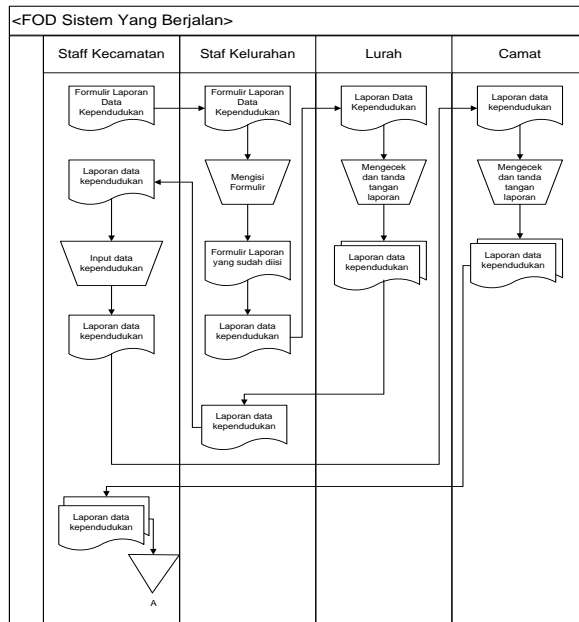 <FOD Sistem Yang Berjalan>
Staff Kecamatan
Staf Kelurahan
Lurah
Camat
Formulir Laporan
Data
Kependudukan
Formulir Laporan
Data
Kependudukan
Laporan Data
Kependudukan
Laporan data
kependudukan
Laporan data
kependudukan
Mengisi
Formulir
Mengecek
dan tanda
tangan
laporan
Mengecek
dan tanda
tangan
laporan
Input data
kependudukan
Formulir Laporan
yang sudah diisi
Laporan data
kependudukan
Laporan data
kependudukan
Laporan data
kependudukan
Laporan data
kependudukan
Laporan data
kependudukan
Laporan data
kependudukan
A